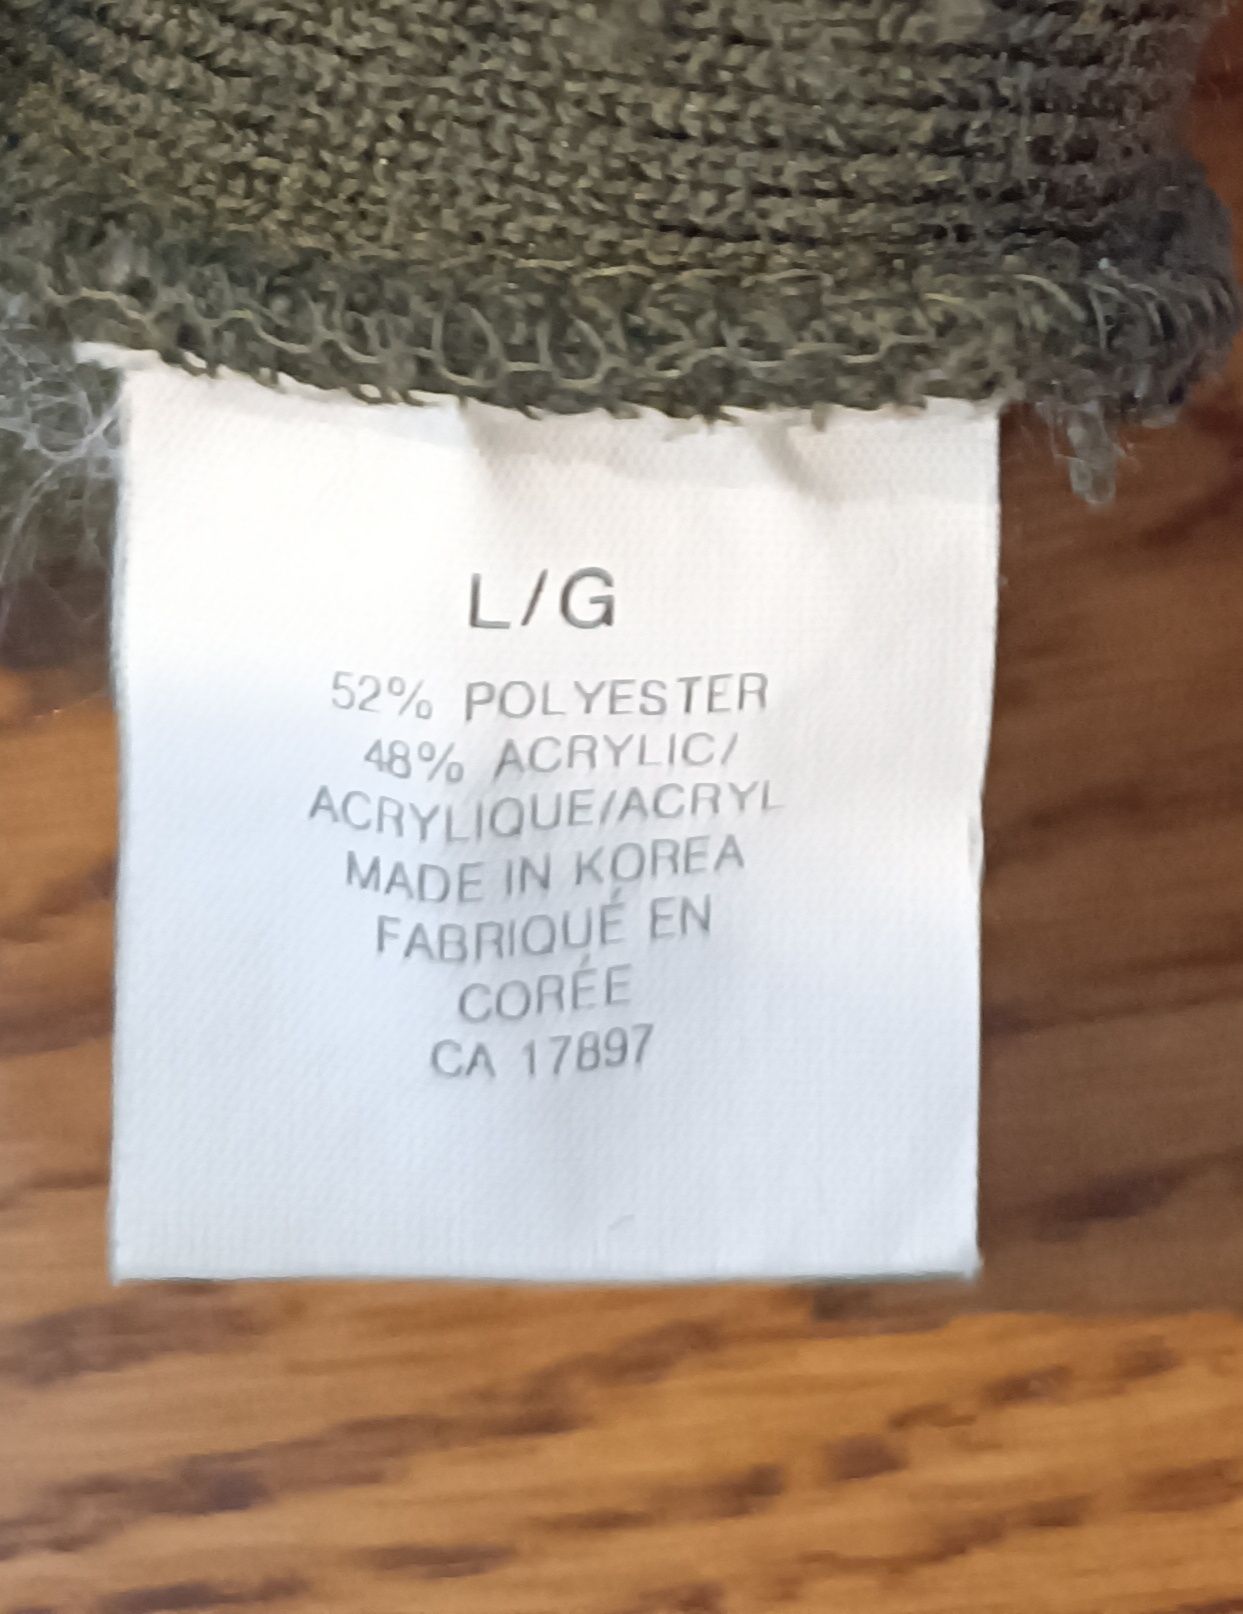 L/G
52% POLYESTER
48% ACRYLIC/
ACRYLIQUE/ACRYL
MADE IN KOREA
FABRIQUÉ EN
CORÉE
CA 17897